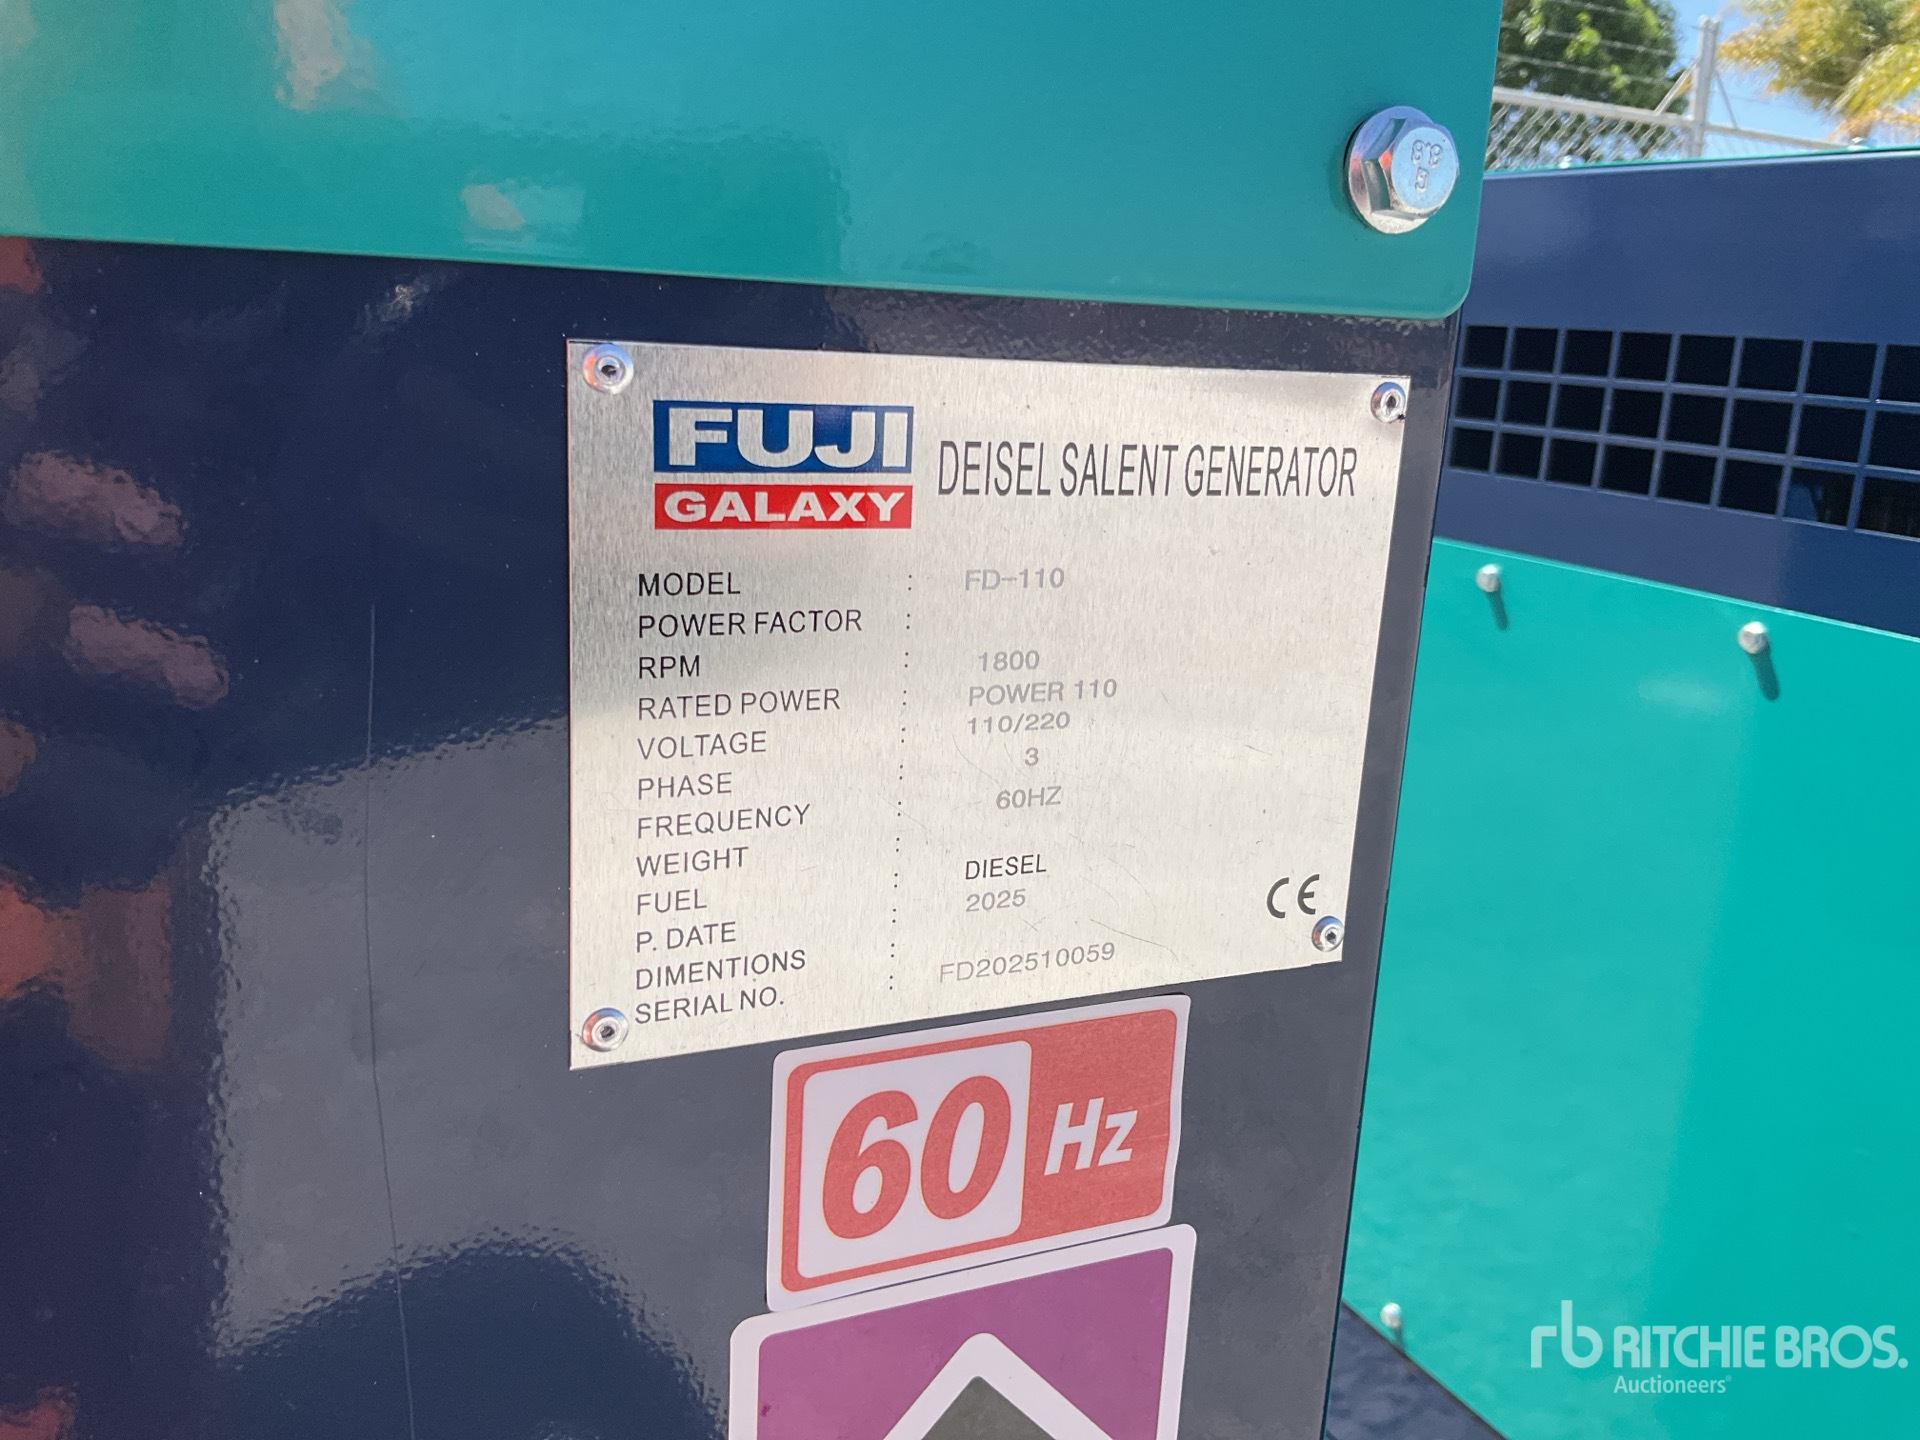 FUJI
GALAXY
DEISEL SALENT GENERATOR
MODEL : FD-110
POWER FACTOR :
RPM : 1800
RATED POWER : POWER 110
VOLTAGE : 110/220
PHASE : 3
FREQUENCY : 60HZ
WEIGHT :
FUEL : DIESEL
P. DATE : 2025
DIMENTIONS :
SERIAL NO. : FD202510059
CE
60 Hz
rb RITCHIE BROS.
Auctioneers